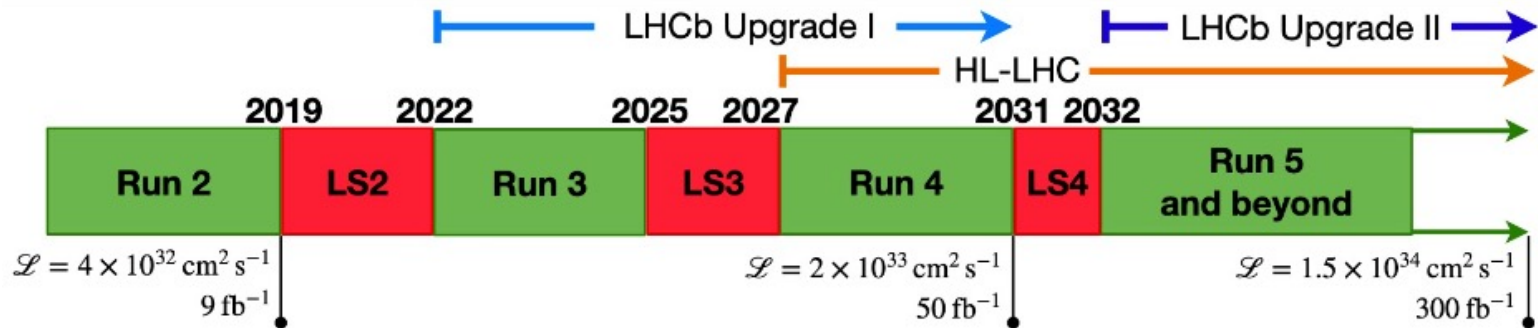 LHCb Upgrade I
LHCb Upgrade II
HL-LHC
2019 2022 2025 2027 2031 2032
Run 2 LS2 Run 3 LS3 Run 4 LS4 Run 5
and beyond
ℒ = 4 × 10³² cm² s⁻¹
9 fb⁻¹
ℒ = 2 × 10³³ cm² s⁻¹
50 fb⁻¹
ℒ = 1.5 × 10³⁴ cm² s⁻¹
300 fb⁻¹